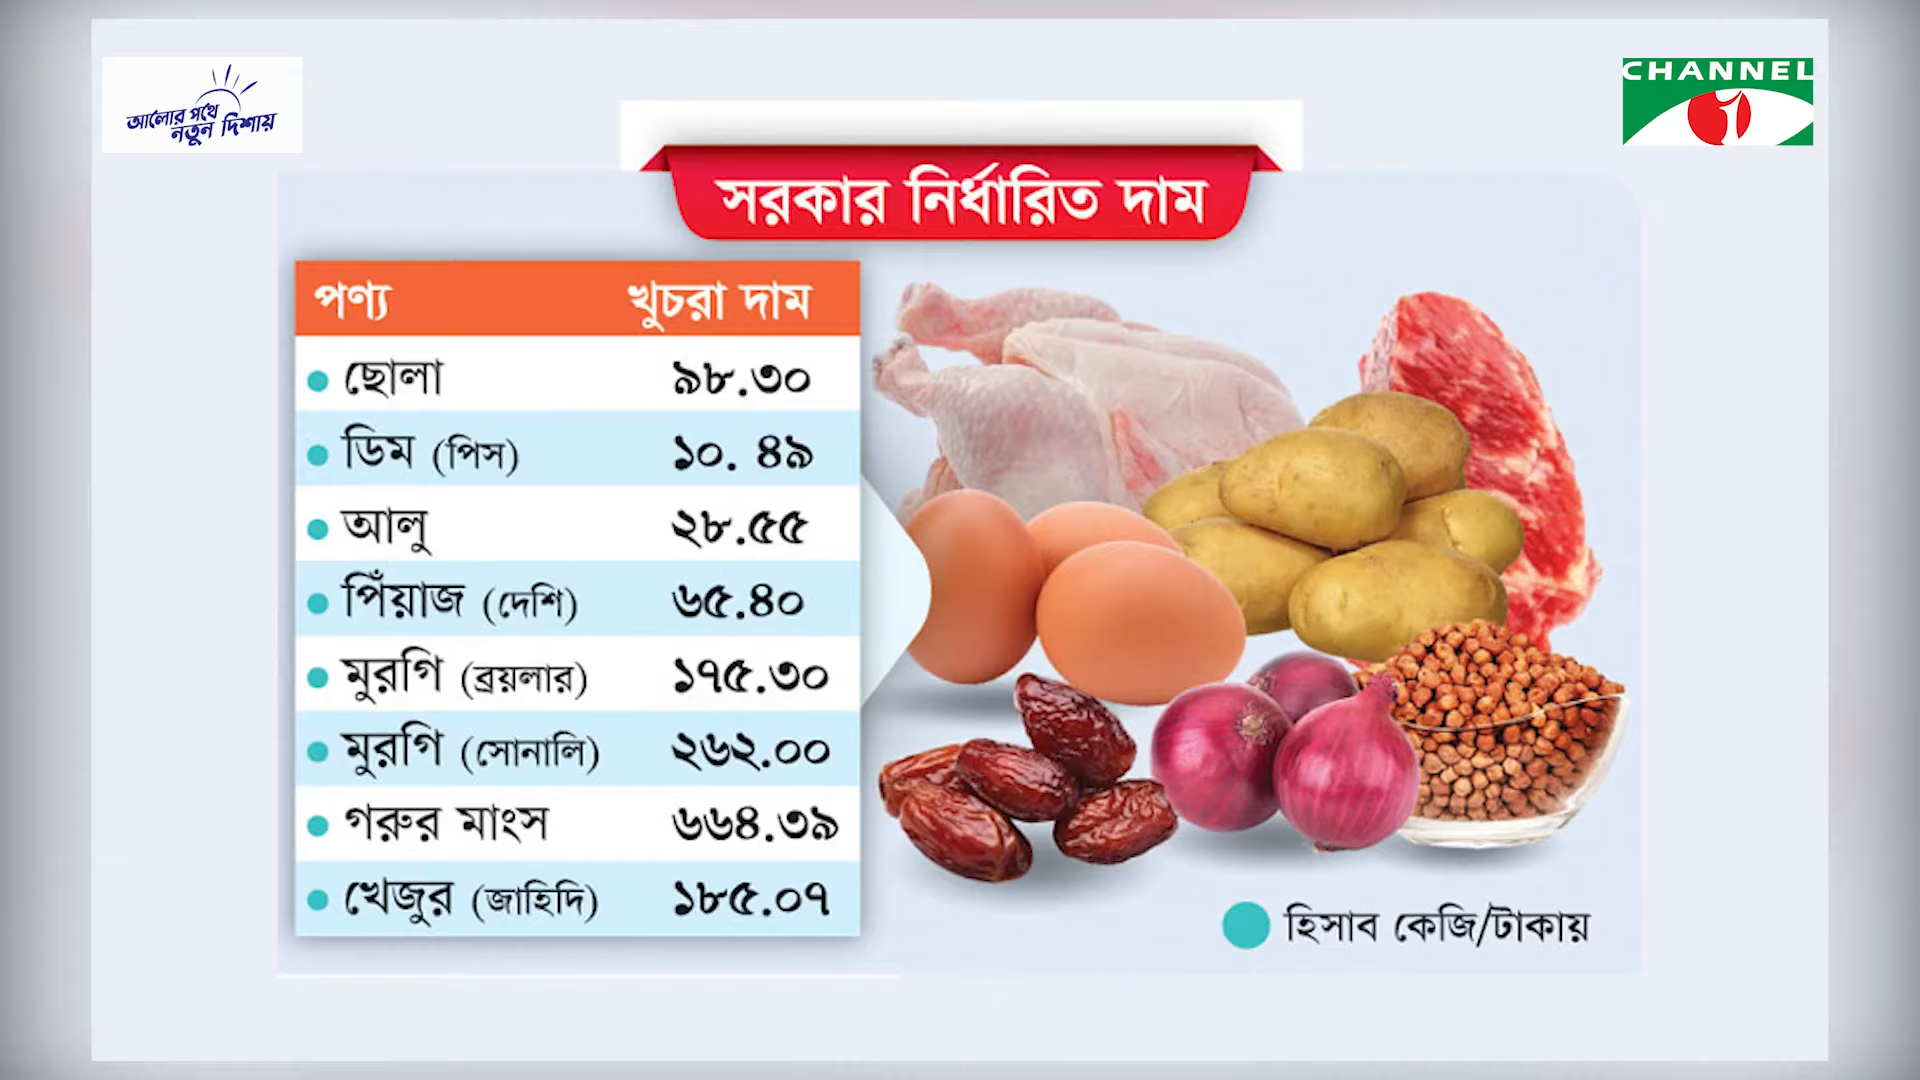 আলোর পথে
নতুন দিশায়
CHANNEL
i
সরকার নির্ধারিত দাম
পণ্য খুচরা দাম
ছোলা ৯৮.৩০
ডিম (পিস) ১০. ৪৯
আলু ২৮.৫৫
পিঁয়াজ (দেশি) ৬৫.৪০
মুরগি (ব্রয়লার) ১৭৫.৩০
মুরগি (সোনালি) ২৬২.০০
গরুর মাংস ৬৬৪.৩৯
খেজুর (জাহিদি) ১৮৫.০৭
হিসাব কেজি/টাকায়